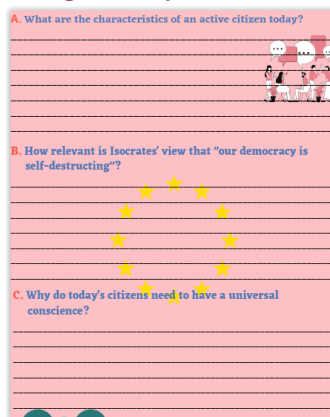 A. What are the characteristics of an active citizen today?
B. How relevant is Isocrates' view that "our democracy is
self-destructing"?
C. Why do today's citizens need to have a universal
conscience?